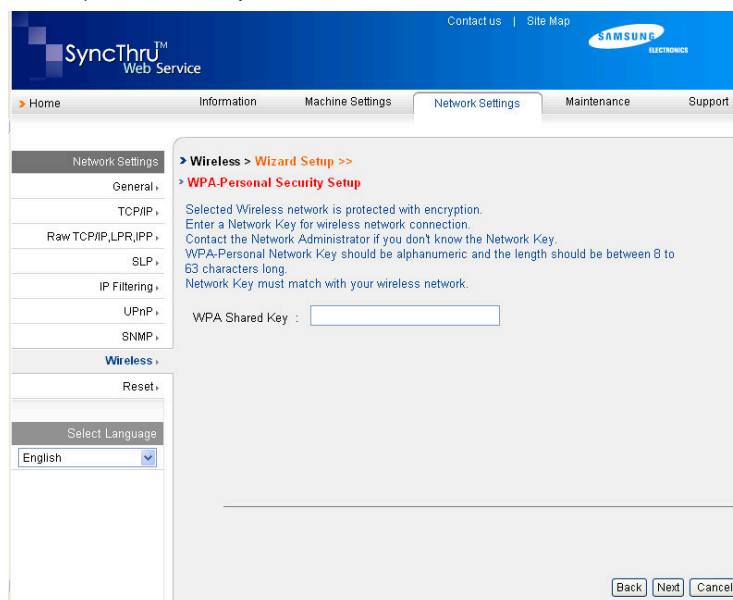 Contact us | Site Map
SAMSUNG
ELECTRONICS
SyncThru™
Web Service
> Home
Information
Machine Settings
Network Settings
Maintenance
Support
Network Settings
General
TCP/IP
Raw TCP/IP,LPR,IPP
SLP
IP Filtering
UPnP
SNMP
Wireless
Reset
Select Language
English
> Wireless > Wizard Setup >>
> WPA-Personal Security Setup
Selected Wireless network is protected with encryption.
Enter a Network Key for wireless network connection.
Contact the Network Administrator if you don't know the Network Key.
WPA-Personal Network Key should be alphanumeric and the length should be between 8 to
63 characters long.
Network Key must match with your wireless network.
WPA Shared Key :
Back Next Cancel